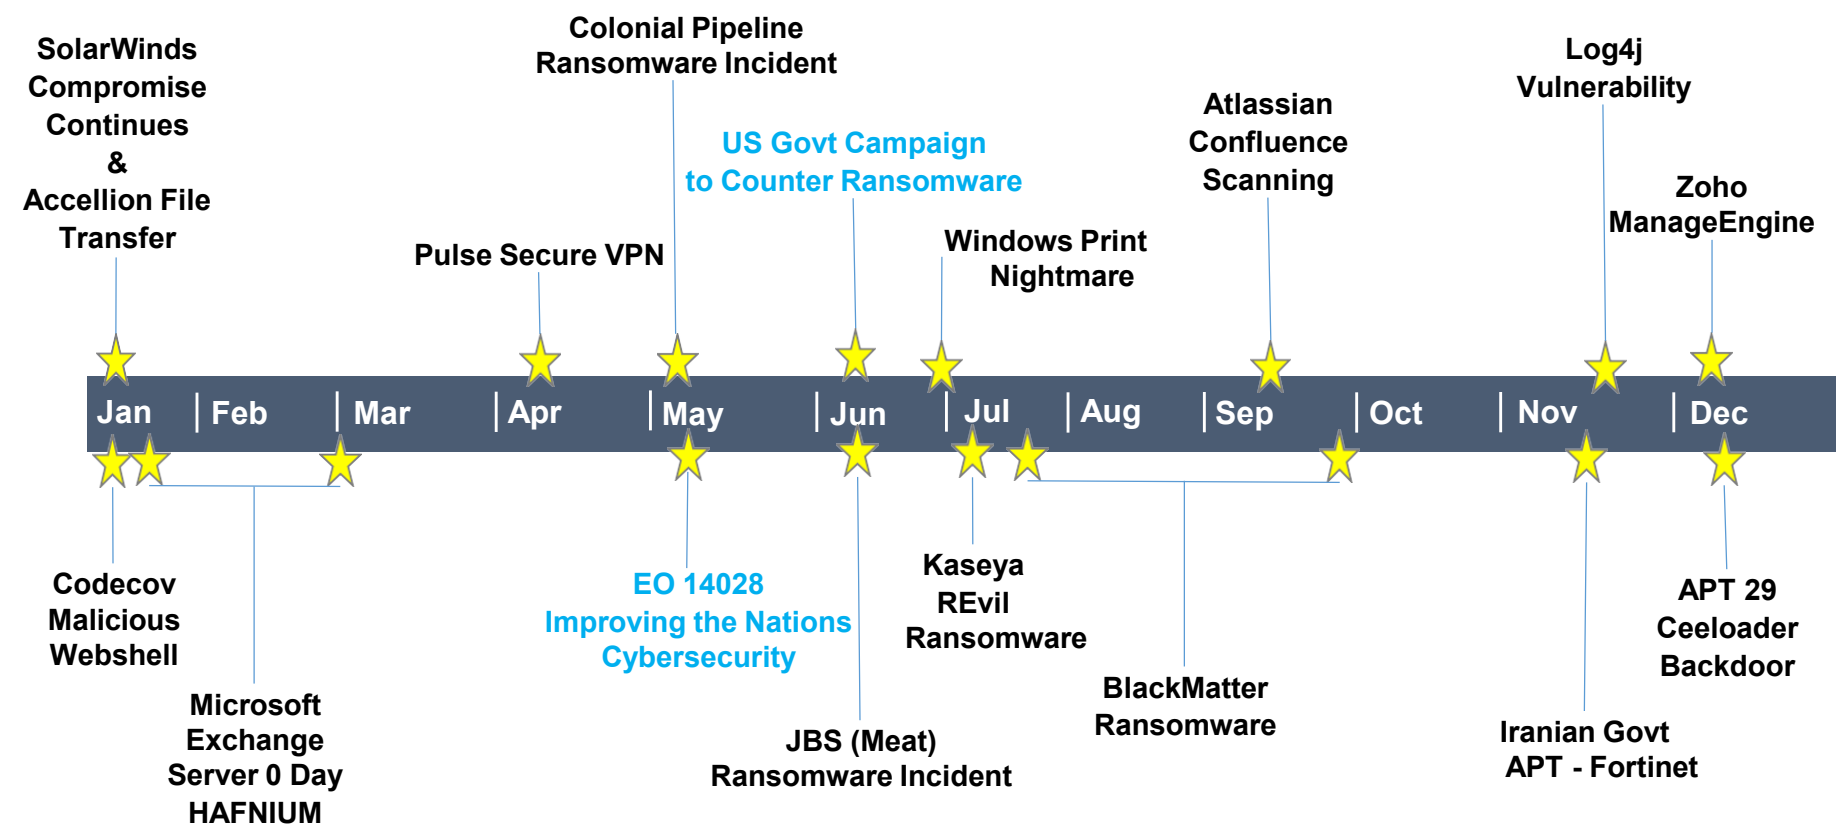 SolarWinds
Compromise
Continues
&
Accellion File
Transfer
Pulse Secure VPN
Colonial Pipeline
Ransomware Incident
US Govt Campaign
to Counter Ransomware
Windows Print
Nightmare
Atlassian
Confluence
Scanning
Log4j
Vulnerability
Zoho
ManageEngine
Jan | Feb | Mar | Apr | May | Jun | Jul | Aug | Sep | Oct | Nov | Dec
Codecov
Malicious
Webshell
Microsoft
Exchange
Server 0 Day
HAFNIUM
EO 14028
Improving the Nations
Cybersecurity
JBS (Meat)
Ransomware Incident
Kaseya
REvil
Ransomware
BlackMatter
Ransomware
Iranian Govt
APT - Fortinet
APT 29
Ceeloader
Backdoor